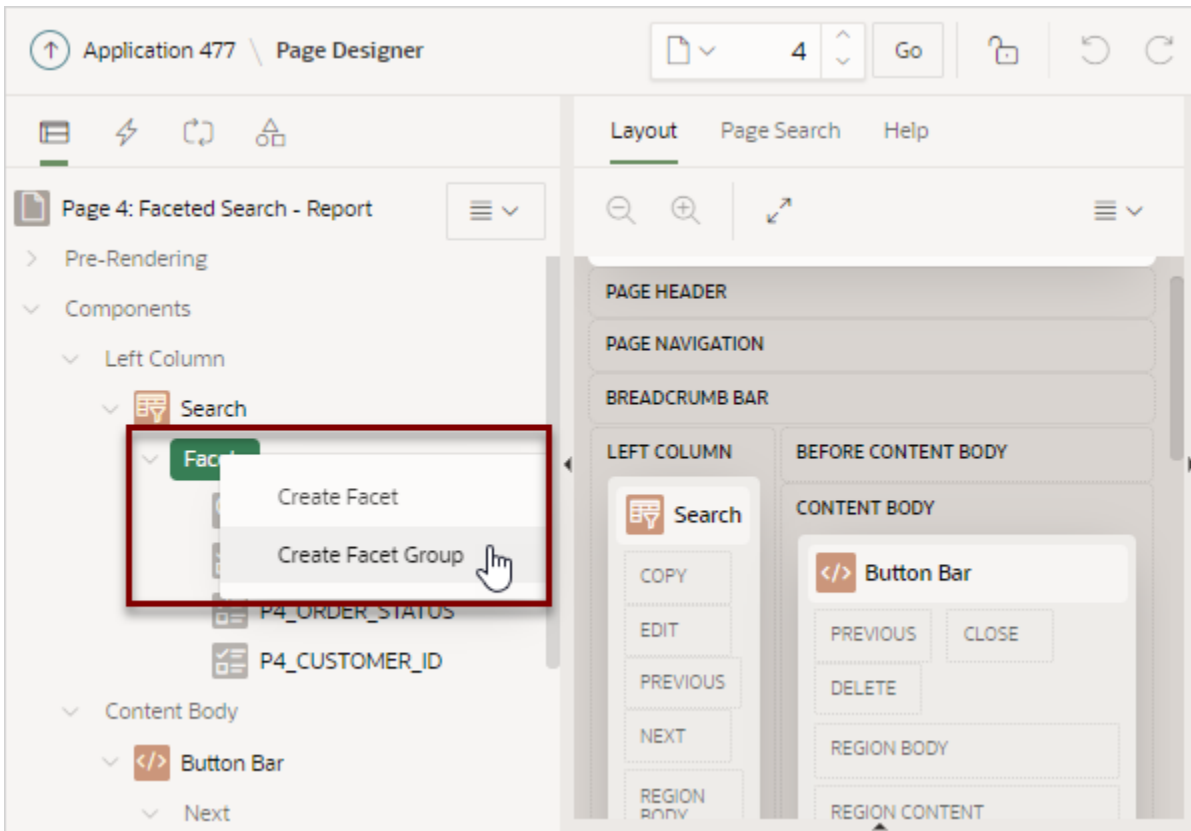 Application 477 \ Page Designer
4
Go
Layout Page Search Help
Page 4: Faceted Search - Report
Pre-Rendering
Components
Left Column
Search
Create Facet
Create Facet Group
P4_ORDER_STATUS
P4_CUSTOMER_ID
Content Body
</> Button Bar
Next
PAGE HEADER
PAGE NAVIGATION
BREADCRUMB BAR
LEFT COLUMN
Search
COPY
EDIT
PREVIOUS
NEXT
REGION
BODY
BEFORE CONTENT BODY
CONTENT BODY
</> Button Bar
PREVIOUS CLOSE
DELETE
REGION BODY
REGION CONTENT